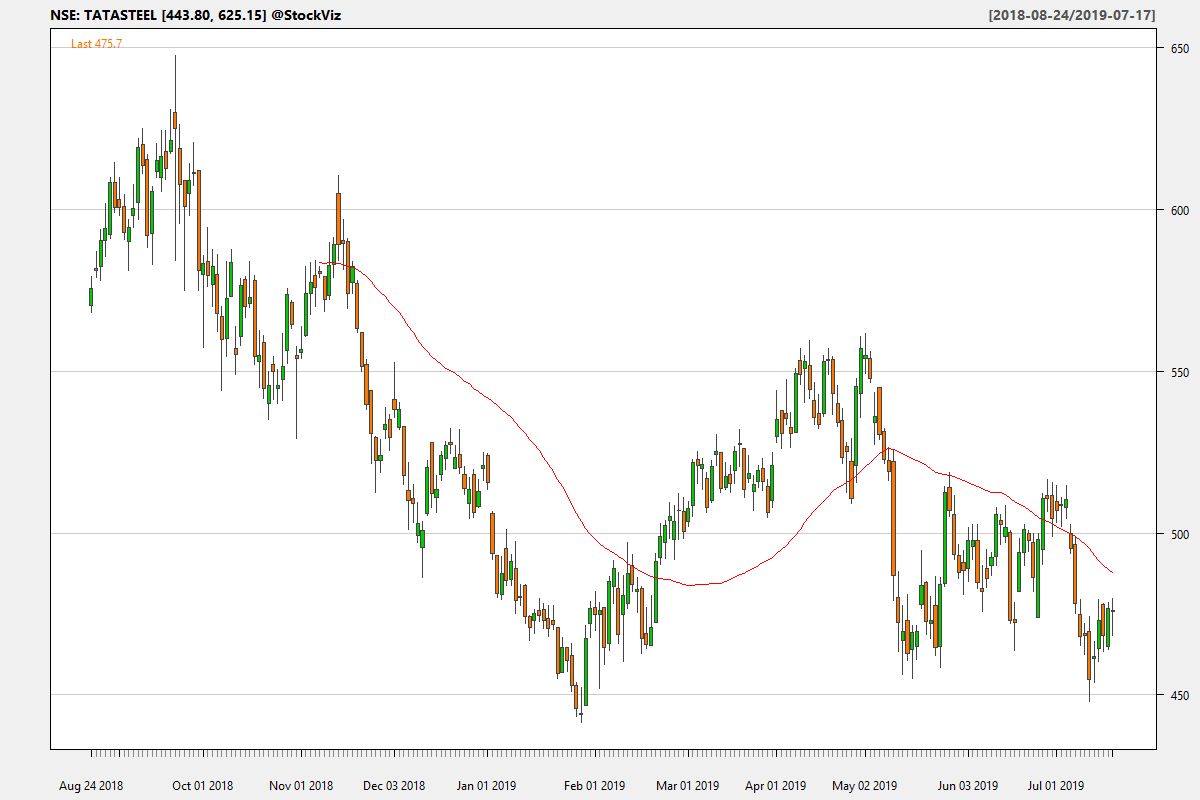 NSE: TATASTEEL [443.80, 625.15] @StockViz [2018-08-24/2019-07-17]
Last 475.7
650
600
550
500
450
Aug 24 2018 Oct 01 2018 Nov 01 2018 Dec 03 2018 Jan 01 2019 Feb 01 2019 Mar 01 2019 Apr 01 2019 May 02 2019 Jun 03 2019 Jul 01 2019